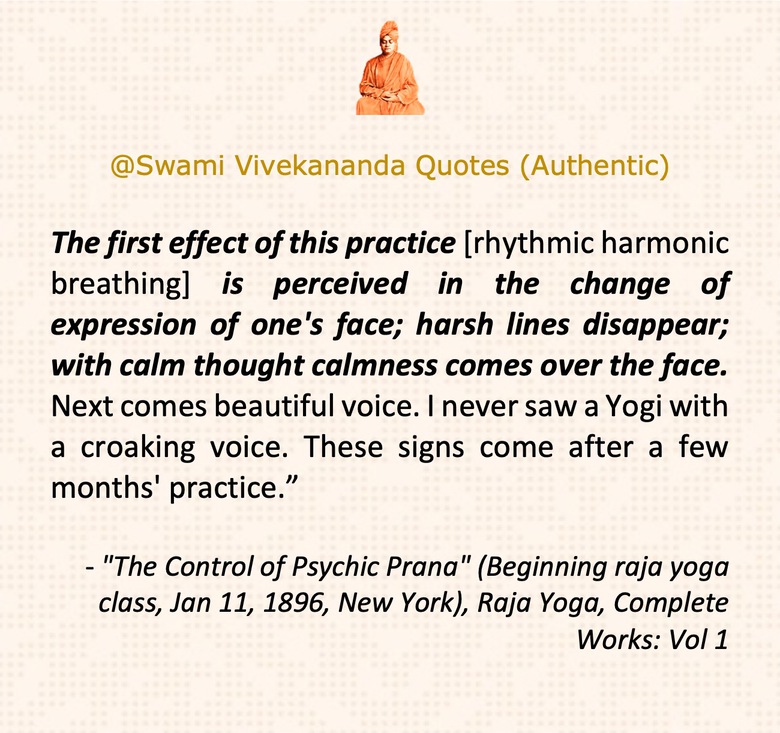 @Swami Vivekananda Quotes (Authentic)
The first effect of this practice [rhythmic harmonic
breathing] is perceived in the change of
expression of one's face; harsh lines disappear;
with calm thought calmness comes over the face.
Next comes beautiful voice. I never saw a Yogi with
a croaking voice. These signs come after a few
months' practice.”
- "The Control of Psychic Prana" (Beginning raja yoga
class, Jan 11, 1896, New York), Raja Yoga, Complete
Works: Vol 1